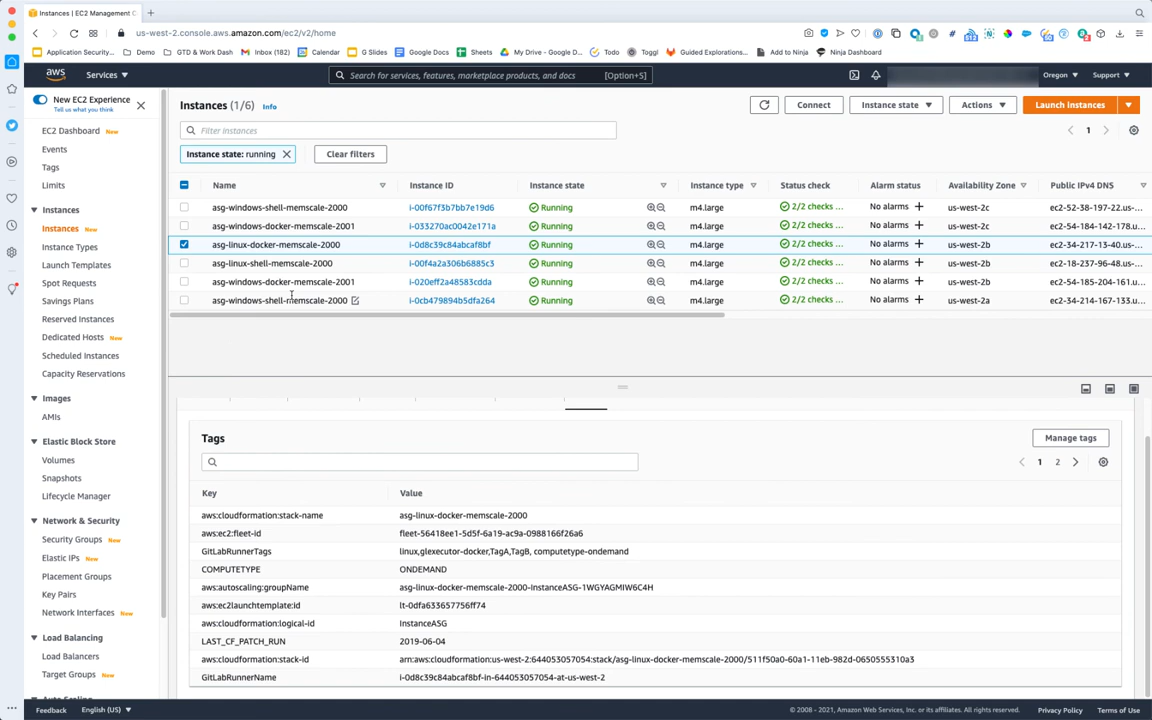 Instances | EC2 Management C
us-west-2.console.aws.amazon.com/ec2/v2/home
Application Security...
Demo
GTD & Work Dash
Inbox (182)
Calendar
G Slides
Google Docs
Sheets
My Drive - Google D...
Todo
Toggl
Guided Explorations...
Add to Ninja
Ninja Dashboard
aws
Services
Search for services, features, marketplace products, and docs
[Option+S]
Oregon
Support
New EC2 Experience
Tell us what you think
EC2 Dashboard New
Events
Tags
Limits
Instances
Instances New
Instance Types
Launch Templates
Spot Requests
Savings Plans
Reserved Instances
Dedicated Hosts New
Scheduled Instances
Capacity Reservations
Images
AMIs
Elastic Block Store
Volumes
Snapshots
Lifecycle Manager
Network & Security
Security Groups New
Elastic IPs New
Placement Groups
Key Pairs
Network Interfaces New
Load Balancing
Load Balancers
Target Groups New
Auto Scaling
Instances (1/6) Info
Connect
Instance state
Actions
Launch instances
Filter instances
1
Instance state: running
Clear filters
Name Instance ID Instance state Instance type Status check Alarm status Availability Zone Public IPv4 DNS
asg-windows-shell-memscale-2000 i-00f67f3b7bb7e19d6 Running m4.large 2/2 checks ... No alarms us-west-2c ec2-52-38-197-22.us-...
asg-windows-docker-memscale-2001 i-033270ac0042e171a Running m4.large 2/2 checks ... No alarms us-west-2c ec2-54-184-142-178.u...
asg-linux-docker-memscale-2000 i-0d8c39c84abcaf8bf Running m4.large 2/2 checks ... No alarms us-west-2b ec2-34-217-13-40.us-...
asg-linux-shell-memscale-2000 i-00f4a2a306b6885c3 Running m4.large 2/2 checks ... No alarms us-west-2b ec2-18-237-96-48.us-...
asg-windows-docker-memscale-2001 i-020eff2a48583cdda Running m4.large 2/2 checks ... No alarms us-west-2b ec2-54-185-204-161.u...
asg-windows-shell-memscale-2000 i-0cb479894b5dfa264 Running m4.large 2/2 checks ... No alarms us-west-2a ec2-34-214-167-133.u...
Tags
Manage tags
1 2
Key Value
aws:cloudformation:stack-name asg-linux-docker-memscale-2000
aws:ec2:fleet-id fleet-56418ee1-5d5f-6a19-ac9a-0988166f26a6
GitLabRunnerTags linux,glexecutor-docker,TagA,TagB, computetype-ondemand
COMPUTETYPE ONDEMAND
aws:autoscaling:groupName asg-linux-docker-memscale-2000-InstanceASG-1WGYAGMIW6C4H
aws:ec2launchtemplate:id lt-0dfa633657756ff74
aws:cloudformation:logical-id InstanceASG
LAST_CF_PATCH_RUN 2019-06-04
aws:cloudformation:stack-id arn:aws:cloudformation:us-west-2:644053057054:stack/asg-linux-docker-memscale-2000/511f50a0-60a1-11eb-982d-0650555310a3
GitLabRunnerName i-0d8c39c84abcaf8bf-in-644053057054-at-us-west-2
Feedback
English (US)
© 2008 - 2021, Amazon Web Services, Inc. or its affiliates. All rights reserved.
Privacy Policy
Terms of Use